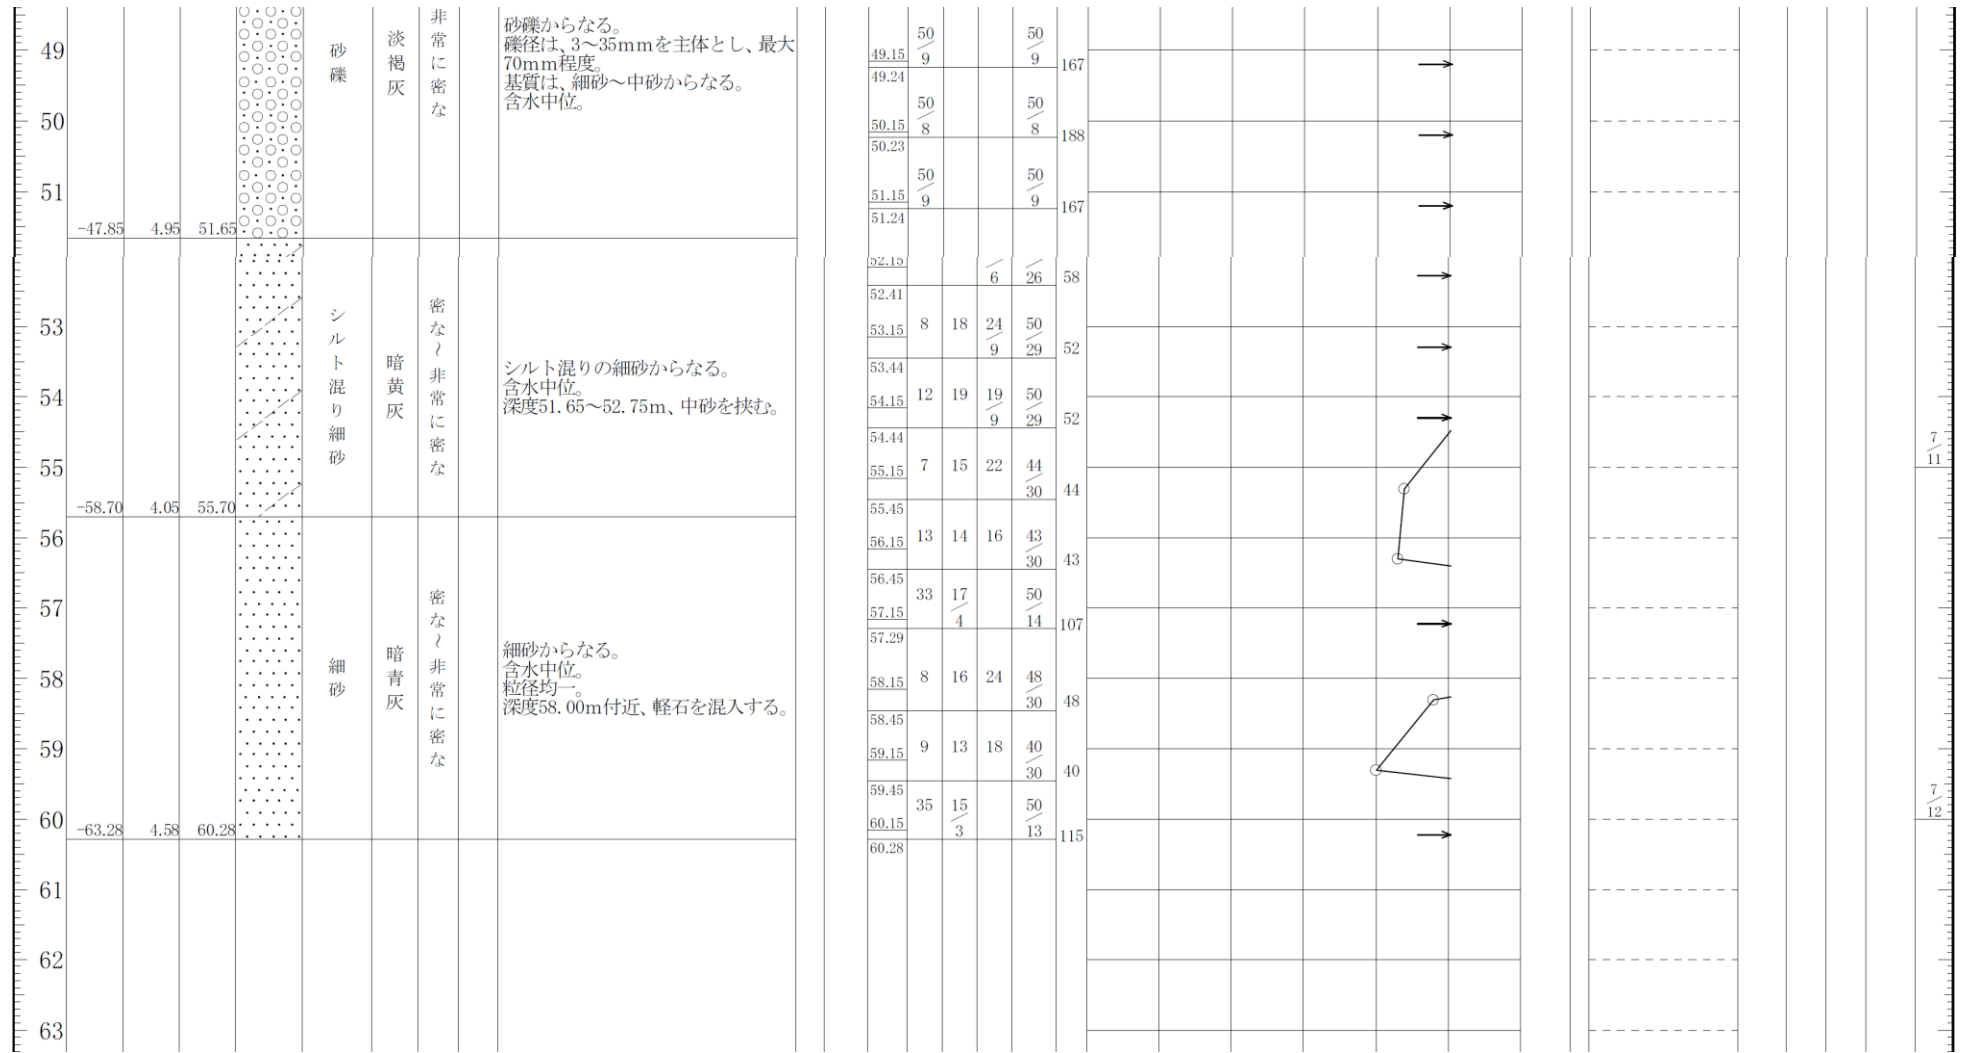 49
50
51
-47.85 4.95 51.65
砂礫
淡褐灰
非常に密な
砂礫からなる。
礫径は、3～35mmを主体とし、最大
70mm程度。
基質は、細砂～中砂からなる。
含水中位。
49.15 50/9 50/9 167
49.24
50.15 50/8 50/8 188
50.23
51.15 50/9 50/9 167
51.24
52.15 /6 /26 58
52.41
53
54
55
-58.70 4.05 55.70
シルト混り細砂
暗黄灰
密な～非常に密な
シルト混りの細砂からなる。
含水中位。
深度51.65～52.75m、中砂を挟む。
53.15 8 18 24/9 50/29 52
53.44
54.15 12 19 19/9 50/29 52
54.44
55.15 7 15 22 44/30 44
55.45
7/11
56
57
58
59
60
-63.28 4.58 60.28
細砂
暗青灰
密な～非常に密な
細砂からなる。
含水中位。
粒径均一。
深度58.00m付近、軽石を混入する。
56.15 13 14 16 43/30 43
56.45
57.15 33 17/4 50/14 107
57.29
58.15 8 16 24 48/30 48
58.45
59.15 9 13 18 40/30 40
59.45
60.15 35 15/3 50/13 115
60.28
7/12
61
62
63